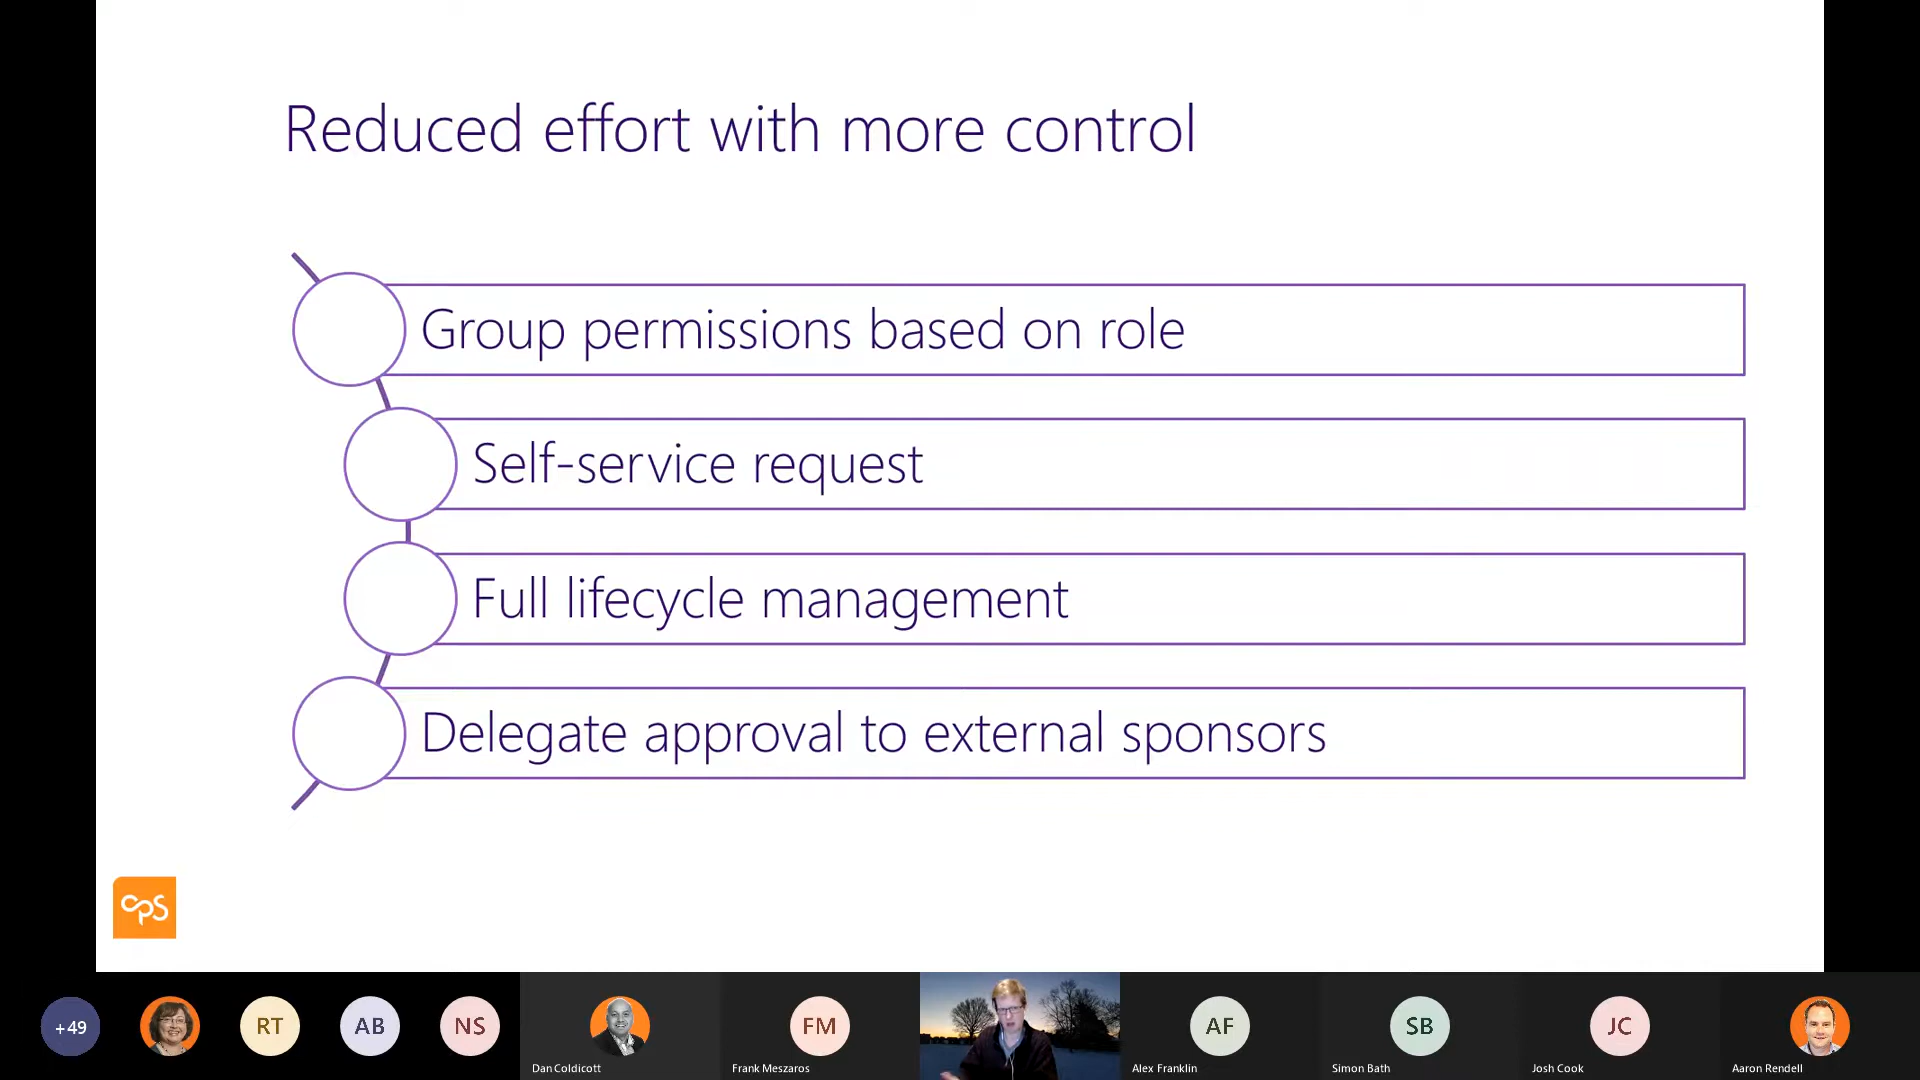 Reduced effort with more control
Group permissions based on role
Self-service request
Full lifecycle management
Delegate approval to external sponsors
cps
+49
RT
AB
NS
Dan Coldicott
FM
Frank Meszaros
AF
Alex Franklin
SB
Simon Bath
JC
Josh Cook
Aaron Rendell